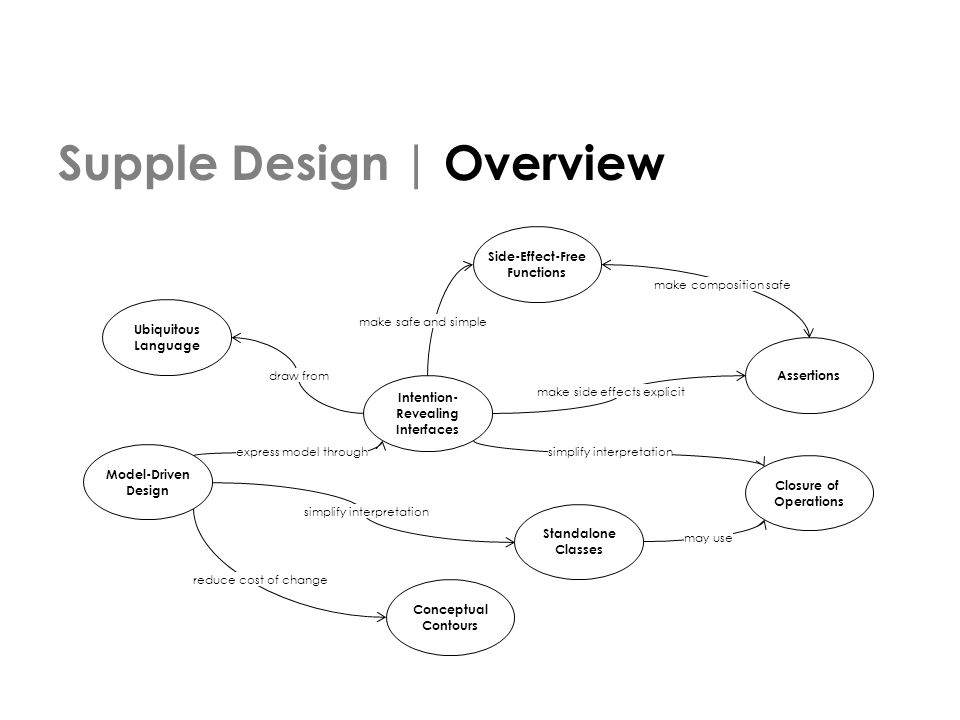 Supple Design | Overview
Side-Effect-Free
Functions
make composition safe
Ubiquitous
Language
make safe and simple
draw from
Assertions
Intention-
Revealing
Interfaces
make side effects explicit
express model through
simplify interpretation
Model-Driven
Design
Closure of
Operations
simplify interpretation
Standalone
Classes
may use
reduce cost of change
Conceptual
Contours